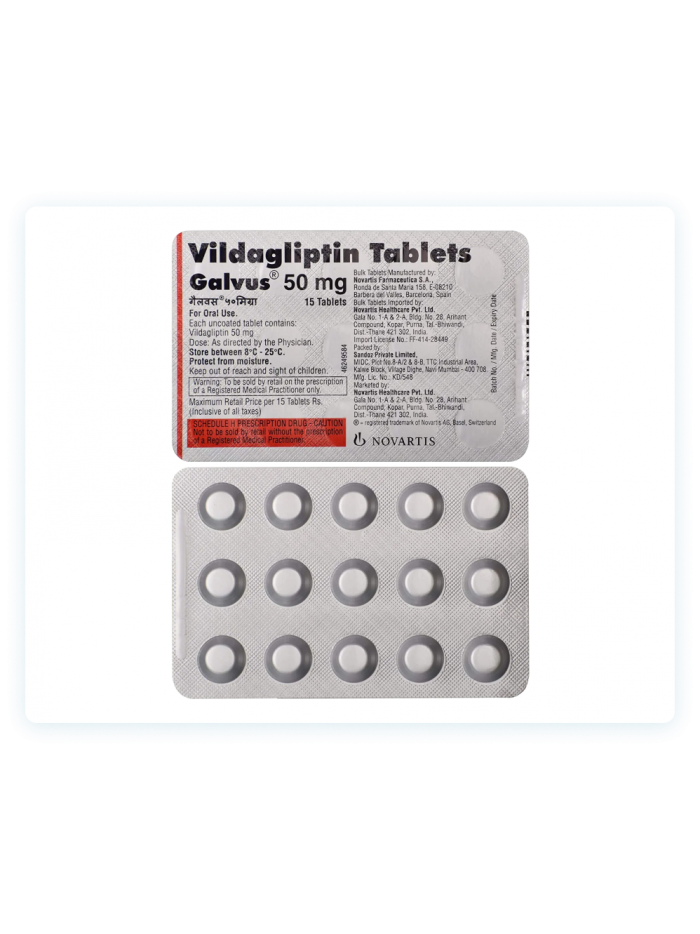 Vildagliptin Tablets
Galvus® 50 mg
गैलवस®५०मिग्रा 15 Tablets
For Oral Use.
Each uncoated tablet contains:
Vildagliptin 50 mg
Dose: As directed by the Physician.
Store between 8°C - 25°C.
Protect from moisture.
Keep out of reach and sight of children.
Warning: To be sold by retail on the prescription
of a Registered Medical Practitioner only.
Maximum Retail Price per 15 Tablets Rs.
(Inclusive of all taxes)
SCHEDULE H PRESCRIPTION DRUG - CAUTION
Not to be sold by retail without the prescription
of a Registered Medical Practitioner.
46249584
Bulk Tablets Manufactured by:
Novartis Farmaceutica S.A.,
Ronda de Santa Maria 158, E-08210
Barbera del Valles, Barcelona, Spain
Bulk Tablets Imported by:
Novartis Healthcare Pvt. Ltd.
Gala No. 1-A & 2-A, Bldg. No. 28, Arihant
Compound, Kopar, Purna, Tal.-Bhiwandi,
Dist.-Thane 421 302, India.
Import License No.: FF-414-28449
Packed by:
Sandoz Private Limited,
MIDC, Plot No.8-A/2 & 8-B, TTC Industrial Area,
Kalwe Block, Village Dighe, Navi Mumbai - 400 708.
Mfg. Lic. No.: KD/548
Marketed by:
Novartis Healthcare Pvt. Ltd.
Gala No. 1-A & 2-A, Bldg. No. 28, Arihant
Compound, Kopar, Purna, Tal.-Bhiwandi,
Dist.-Thane 421 302, India.
® = registered trademark of Novartis AG, Basel, Switzerland
NOVARTIS
Batch No. / Mfg. Date / Expiry Date